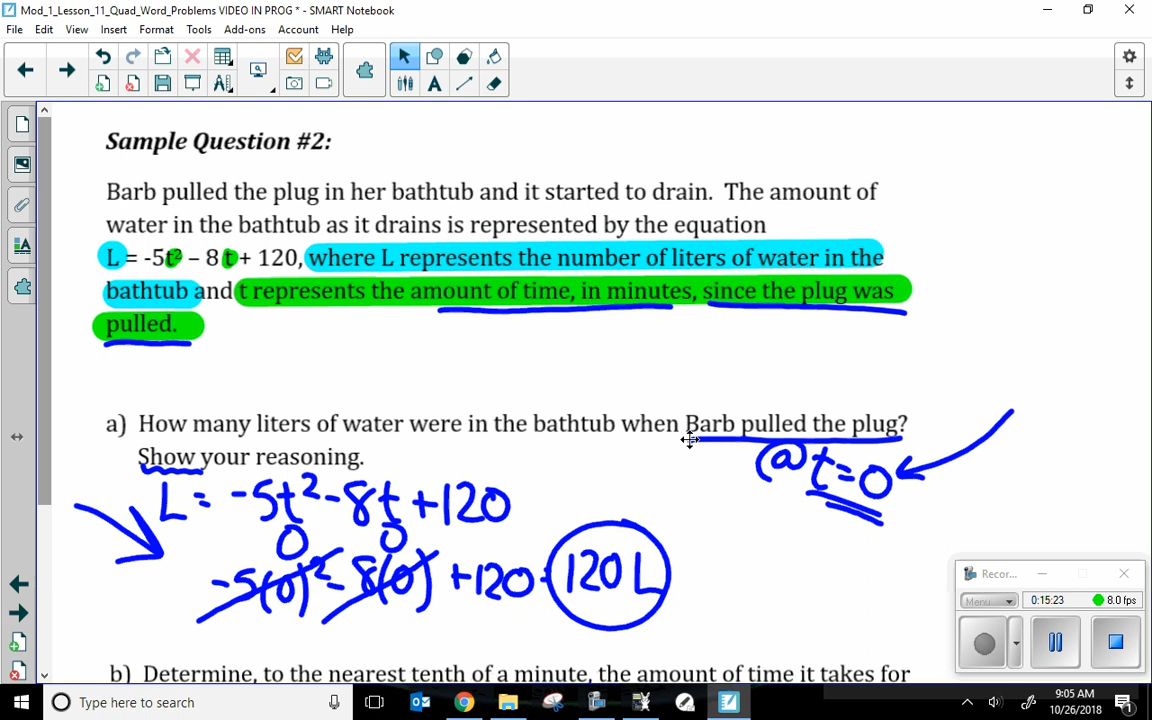 Mod_1_Lesson_11_Quad_Word_Problems VIDEO IN PROG * - SMART Notebook
File Edit View Insert Format Tools Add-ons Account Help
Sample Question #2:
Barb pulled the plug in her bathtub and it started to drain. The amount of
water in the bathtub as it drains is represented by the equation
L = -5t² – 8t + 120, where L represents the number of liters of water in the
bathtub and t represents the amount of time, in minutes, since the plug was
pulled.
a) How many liters of water were in the bathtub when Barb pulled the plug?
Show your reasoning.
@ t=0
L = -5t²-8t+120
0 0
-5(0)²-8(0)+120 120 L
Recor...
Menu 0:15:23 8.0 fps
b) Determine, to the nearest tenth of a minute, the amount of time it takes for
Type here to search
9:05 AM
10/26/2018
1